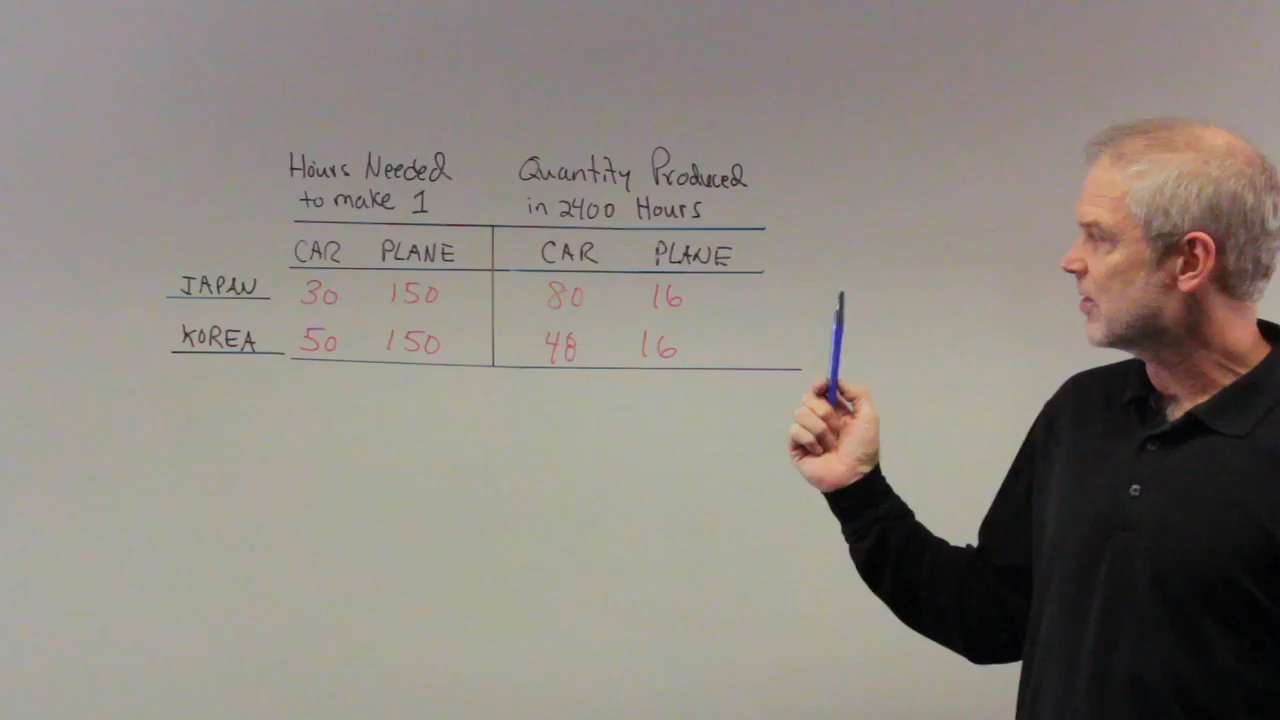 Hours Needed
to make 1
Quantity Produced
in 2400 Hours
CAR PLANE CAR PLANE
JAPAN 30 150 80 16
KOREA 50 150 48 16